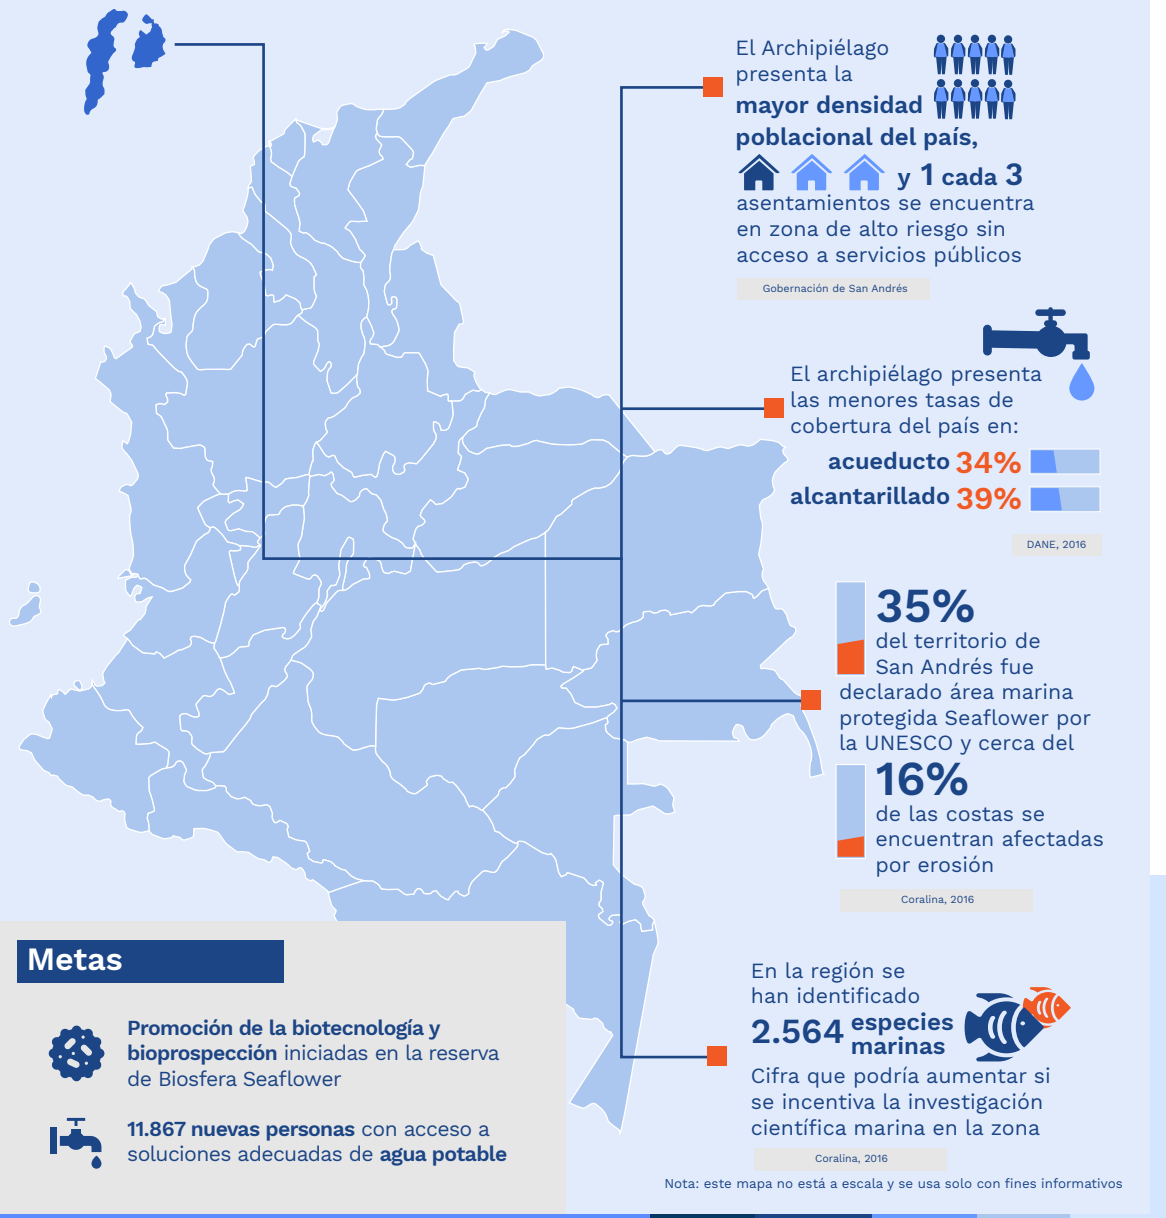 El Archipiélago
presenta la
mayor densidad
poblacional del país,
y 1 cada 3
asentamientos se encuentra
en zona de alto riesgo sin
acceso a servicios públicos
Gobernación de San Andrés
El archipiélago presenta
las menores tasas de
cobertura del país en:
acueducto 34%
alcantarillado 39%
DANE, 2016
35%
del territorio de
San Andrés fue
declarado área marina
protegida Seaflower por
la UNESCO y cerca del
16%
de las costas se
encuentran afectadas
por erosión
Coralina, 2016
En la región se
han identificado
2.564 especies
marinas
Cifra que podría aumentar si
se incentiva la investigación
científica marina en la zona
Coralina, 2016
Nota: este mapa no está a escala y se usa solo con fines informativos
Metas
Promoción de la biotecnología y
bioprospección iniciadas en la reserva
de Biosfera Seaflower
11.867 nuevas personas con acceso a
soluciones adecuadas de agua potable